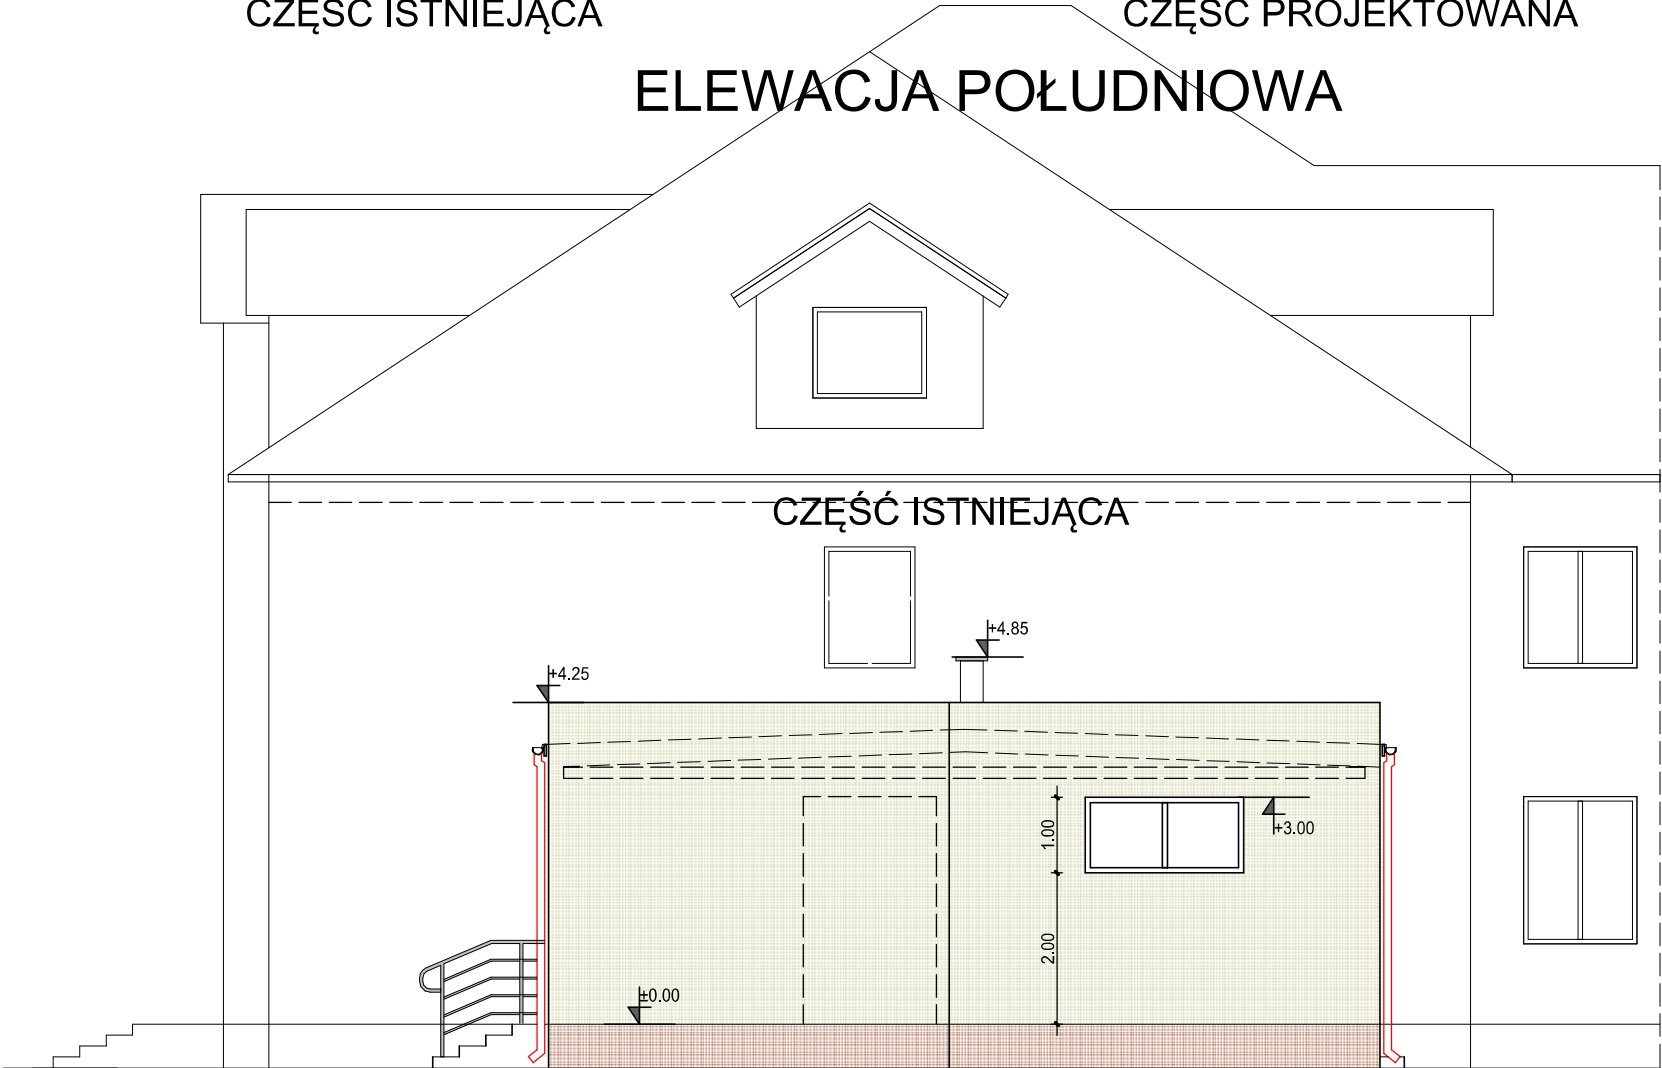 CZĘŚĆ ISTNIEJĄCA
CZĘŚĆ PROJEKTOWANA
ELEWACJA POŁUDNIOWA
CZĘŚĆ ISTNIEJĄCA
+4.85
+4.25
+3.00
1.00
2.00
±0.00